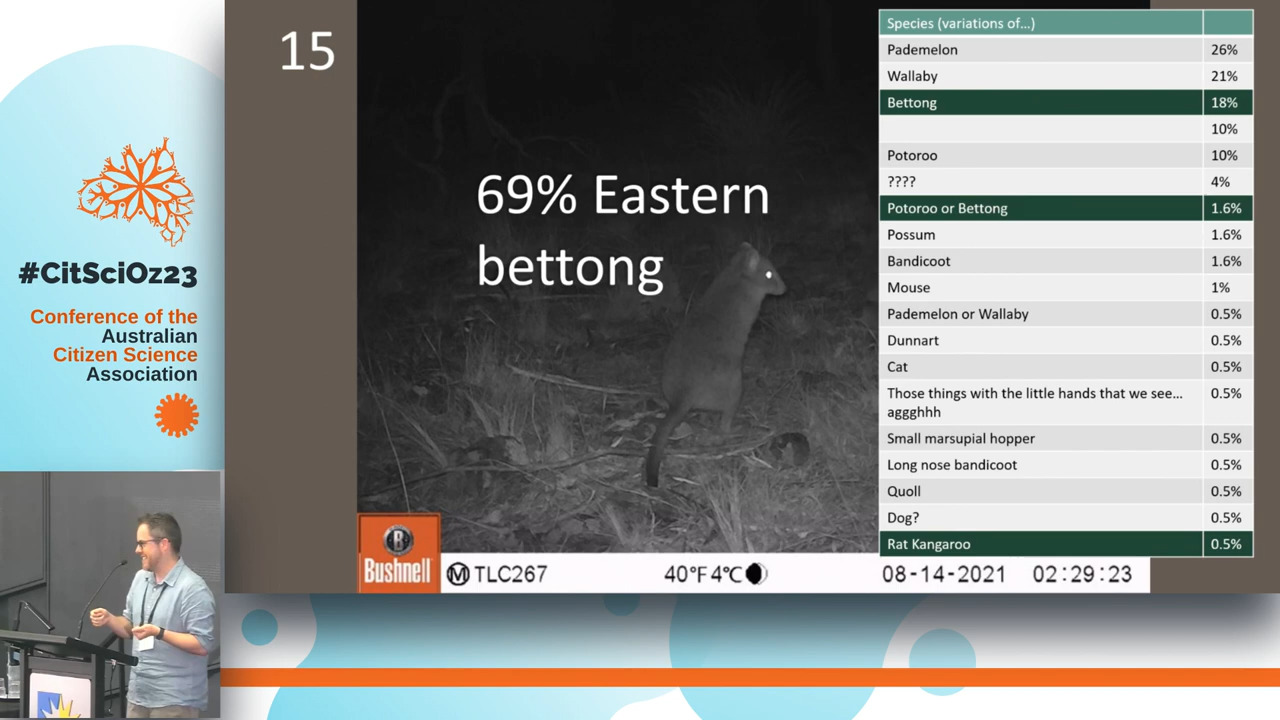 #CitSciOz23
Conference of the
Australian
Citizen Science
Association
15
69% Eastern
bettong
Species (variations of...)
Pademelon 26%
Wallaby 21%
Bettong 18%
10%
Potoroo 10%
???? 4%
Potoroo or Bettong 1.6%
Possum 1.6%
Bandicoot 1.6%
Mouse 1%
Pademelon or Wallaby 0.5%
Dunnart 0.5%
Cat 0.5%
Those things with the little hands that we see... 0.5%
aggghhh
Small marsupial hopper 0.5%
Long nose bandicoot 0.5%
Quoll 0.5%
Dog? 0.5%
Rat Kangaroo 0.5%
B
Bushnell
M TLC267 40°F 4°C 08-14-2021 02:29:23